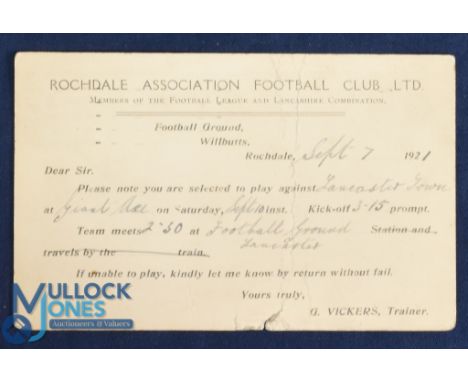 ROCHDALE ASSOCIATION FOOTBALL CLUB, LTD.
MEMBERS OF THE FOOTBALL LEAGUE AND LANCASHIRE COMBINATION.
Football Ground,
Willbutts,
Rochdale, Sept 7 1921
Dear Sir.
Please note you are selected to play against Lancaster Town
at Giant Axe on Saturday, Sept 10 inst. Kick-off 3-15 prompt.
Team meets 2-30 at Football Ground Station and
Lancaster
travels by the train.
If unable to play, kindly let me know by return without fail.
Yours truly,
G. VICKERS, Trainer.
MULLOCK
JONES
Auctioneers & Valuers